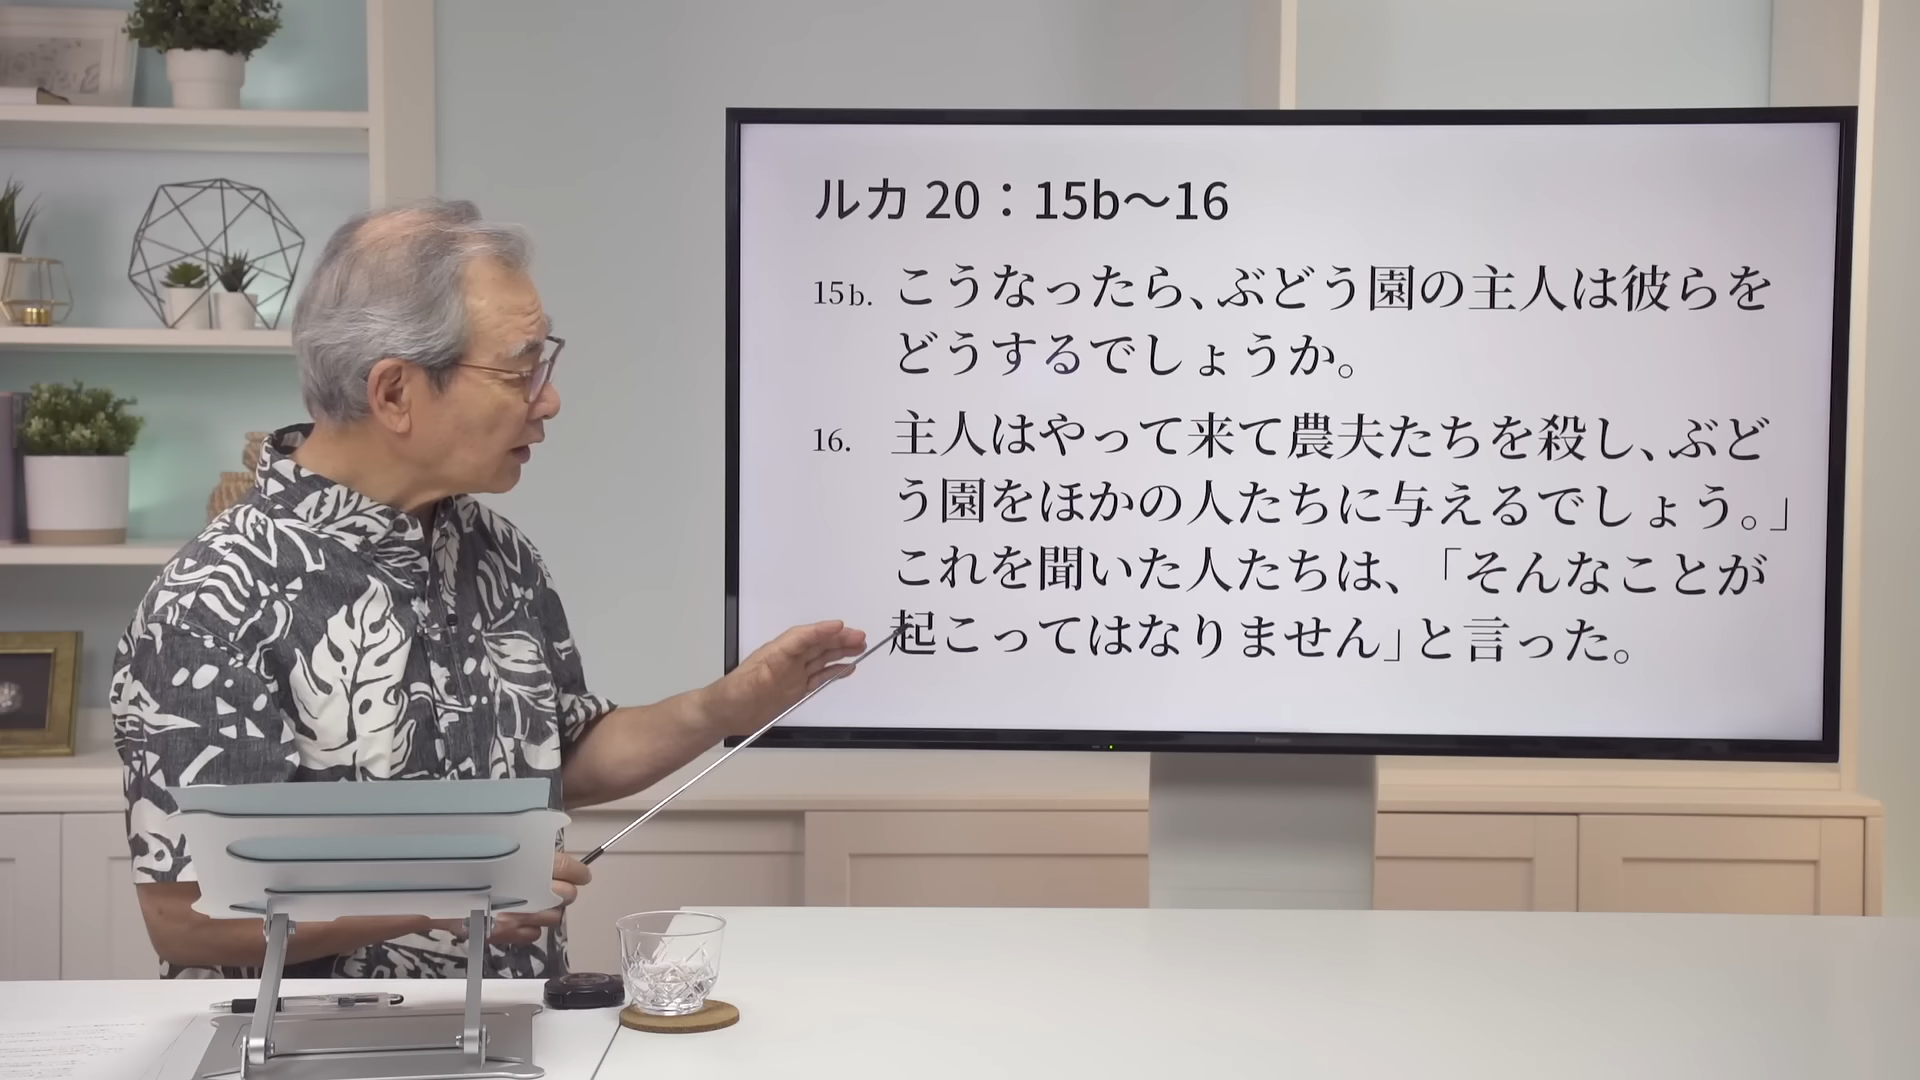 ルカ 20：15b〜16
15b. こうなったら、ぶどう園の主人は彼らを
どうするでしょうか。
16. 主人はやって来て農夫たちを殺し、ぶど
う園をほかの人たちに与えるでしょう。」
これを聞いた人たちは、「そんなことが
起こってはなりません」と言った。